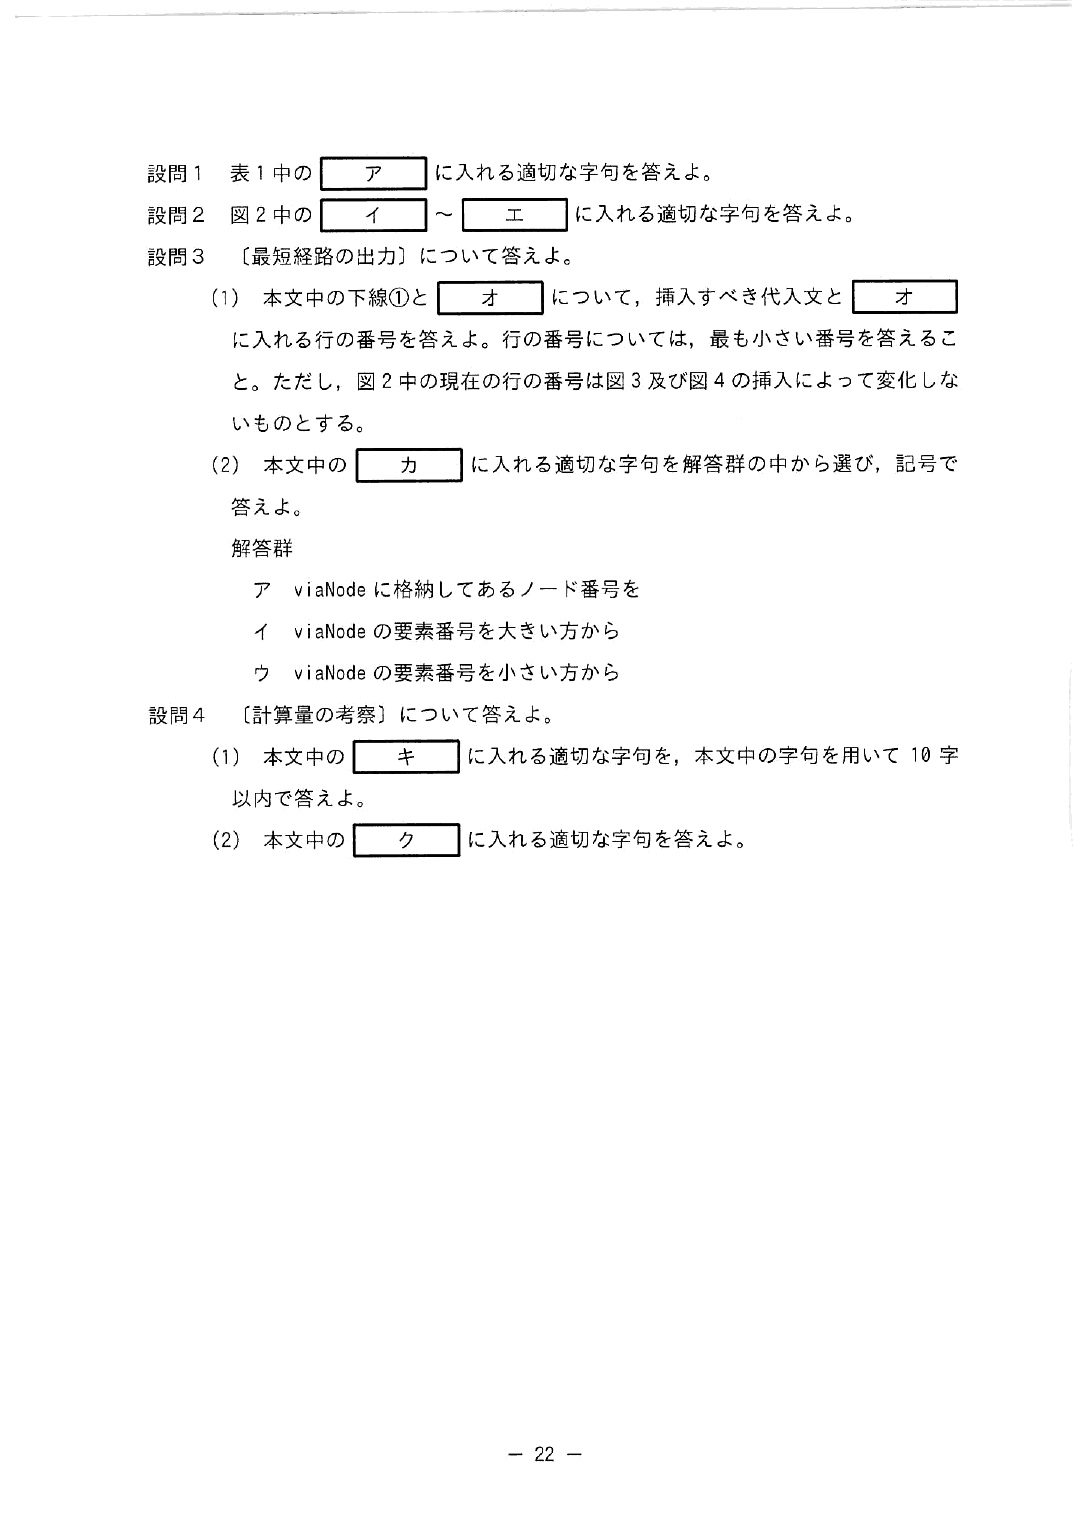 設問1 表1中の ア に入れる適切な字句を答えよ。
設問2 図2中の イ ～ エ に入れる適切な字句を答えよ。
設問3 〔最短経路の出力〕について答えよ。
(1) 本文中の下線①と オ について，挿入すべき代入文と オ
に入れる行の番号を答えよ。行の番号については，最も小さい番号を答えるこ
と。ただし，図2中の現在の行の番号は図3及び図4の挿入によって変化しな
いものとする。
(2) 本文中の カ に入れる適切な字句を解答群の中から選び，記号で
答えよ。
解答群
ア viaNodeに格納してあるノード番号を
イ viaNodeの要素番号を大きい方から
ウ viaNodeの要素番号を小さい方から
設問4 〔計算量の考察〕について答えよ。
(1) 本文中の キ に入れる適切な字句を，本文中の字句を用いて10字
以内で答えよ。
(2) 本文中の ク に入れる適切な字句を答えよ。
－ 22 －